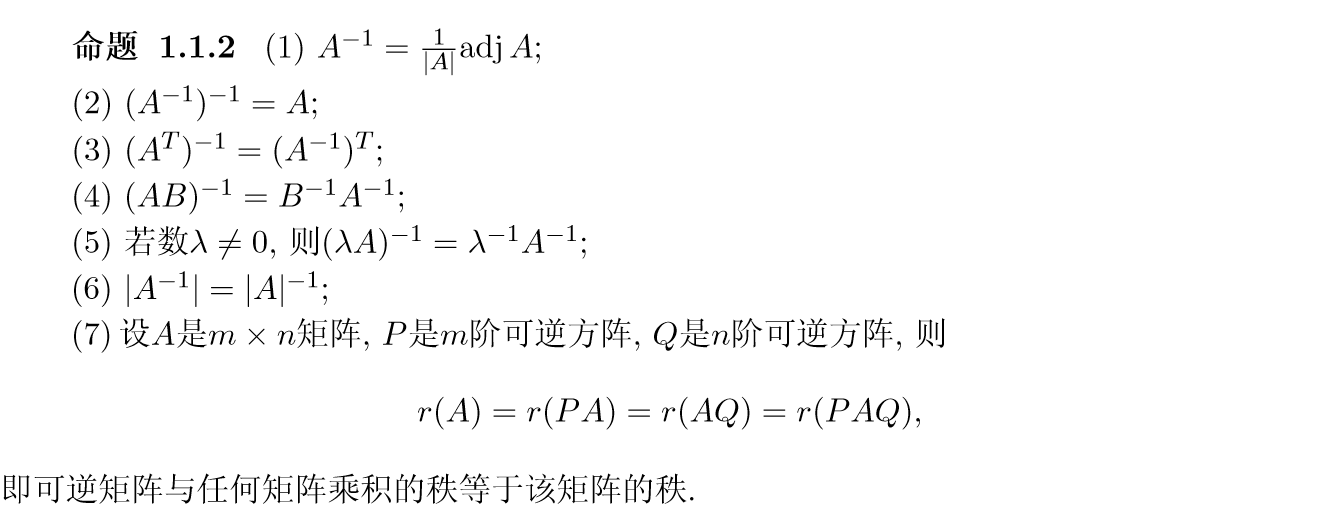 命题 1.1.2 (1) $A^{-1} = \frac{1}{|A|}\mathrm{adj}\, A$;
(2) $(A^{-1})^{-1} = A$;
(3) $(A^T)^{-1} = (A^{-1})^T$;
(4) $(AB)^{-1} = B^{-1}A^{-1}$;
(5) 若数$\lambda \neq 0$, 则$(\lambda A)^{-1} = \lambda^{-1}A^{-1}$;
(6) $|A^{-1}| = |A|^{-1}$;
(7) 设$A$是$m \times n$矩阵, $P$是$m$阶可逆方阵, $Q$是$n$阶可逆方阵, 则
$r(A) = r(PA) = r(AQ) = r(PAQ),$
即可逆矩阵与任何矩阵乘积的秩等于该矩阵的秩.